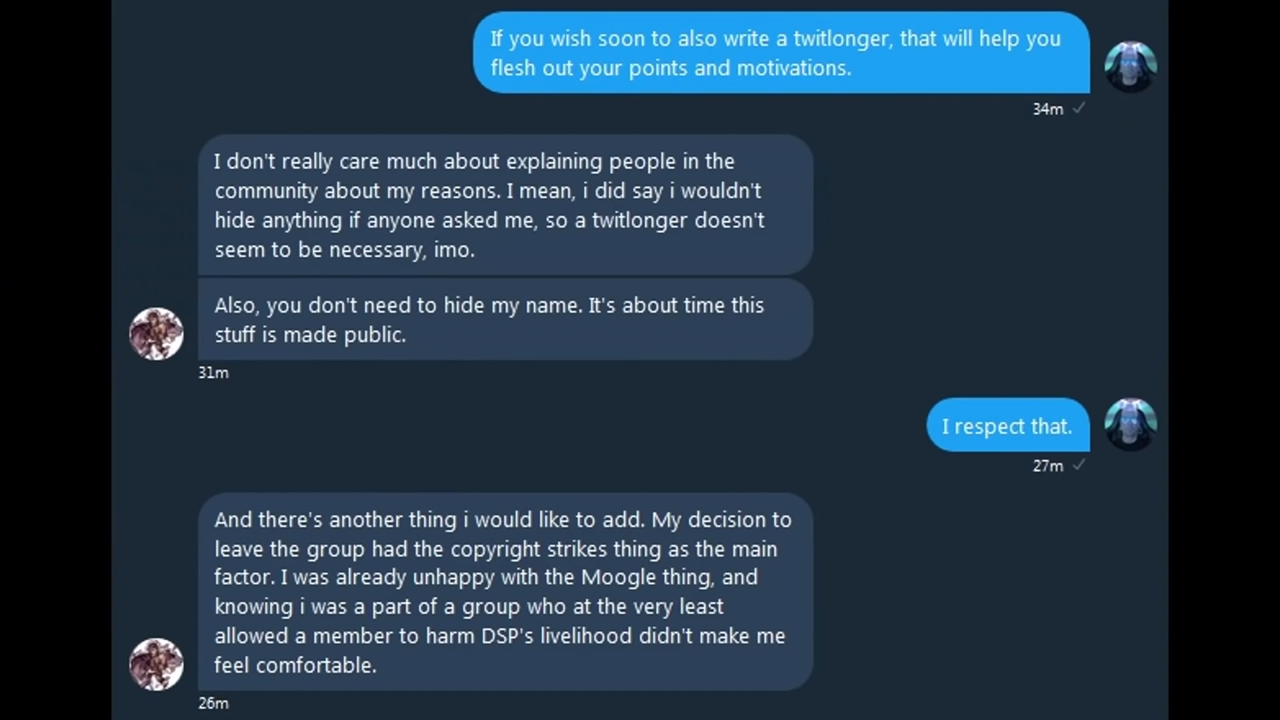 If you wish soon to also write a twitlonger, that will help you
flesh out your points and motivations.
34m
I don't really care much about explaining people in the
community about my reasons. I mean, i did say i wouldn't
hide anything if anyone asked me, so a twitlonger doesn't
seem to be necessary, imo.
Also, you don't need to hide my name. It's about time this
stuff is made public.
31m
I respect that.
27m
And there's another thing i would like to add. My decision to
leave the group had the copyright strikes thing as the main
factor. I was already unhappy with the Moogle thing, and
knowing i was a part of a group who at the very least
allowed a member to harm DSP's livelihood didn't make me
feel comfortable.
26m